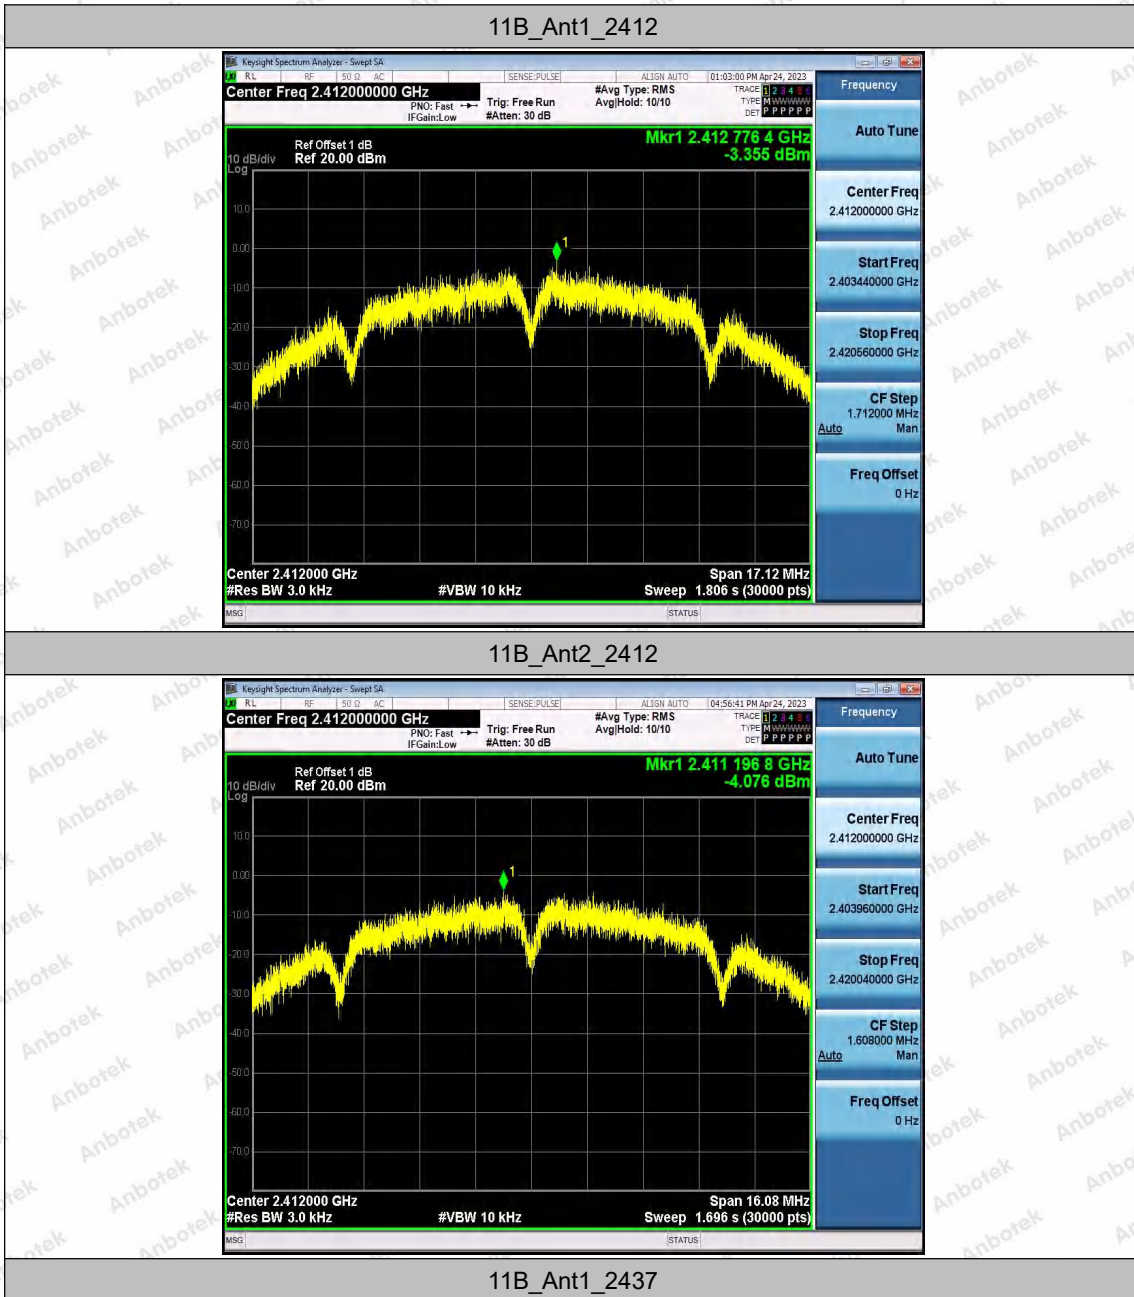 11B_Ant1_2412
Keysight Spectrum Analyzer - Swept SA
RL RF 50 Ω AC SENSE:PULSE ALIGN AUTO 01:03:00 PM Apr 24, 2023
Center Freq 2.412000000 GHz
PNO: Fast
IFGain:Low
Trig: Free Run
#Atten: 30 dB
#Avg Type: RMS
Avg|Hold: 10/10
TRACE 1 2 3 4 5 6
TYPE M W W W W W
DET P P P P P P
Frequency
Mkr1 2.412 776 4 GHz
-3.355 dBm
Ref Offset 1 dB
10 dB/div Ref 20.00 dBm
Log
10.0
0.00
-10.0
-20.0
-30.0
-40.0
-50.0
-60.0
-70.0
1
Center 2.412000 GHz Span 17.12 MHz
#Res BW 3.0 kHz #VBW 10 kHz Sweep 1.806 s (30000 pts)
MSG STATUS
Auto Tune
Center Freq
2.412000000 GHz
Start Freq
2.403440000 GHz
Stop Freq
2.420560000 GHz
CF Step
1.712000 MHz
Auto Man
Freq Offset
0 Hz
11B_Ant2_2412
Keysight Spectrum Analyzer - Swept SA
RL RF 50 Ω AC SENSE:PULSE ALIGN AUTO 04:56:41 PM Apr 24, 2023
Center Freq 2.412000000 GHz
PNO: Fast
IFGain:Low
Trig: Free Run
#Atten: 30 dB
#Avg Type: RMS
Avg|Hold: 10/10
TRACE 1 2 3 4 5 6
TYPE M W W W W W
DET P P P P P P
Frequency
Mkr1 2.411 196 8 GHz
-4.076 dBm
Ref Offset 1 dB
10 dB/div Ref 20.00 dBm
Log
10.0
0.00
-10.0
-20.0
-30.0
-40.0
-50.0
-60.0
-70.0
1
Center 2.412000 GHz Span 16.08 MHz
#Res BW 3.0 kHz #VBW 10 kHz Sweep 1.696 s (30000 pts)
MSG STATUS
Auto Tune
Center Freq
2.412000000 GHz
Start Freq
2.403960000 GHz
Stop Freq
2.420040000 GHz
CF Step
1.608000 MHz
Auto Man
Freq Offset
0 Hz
11B_Ant1_2437
Anbotek